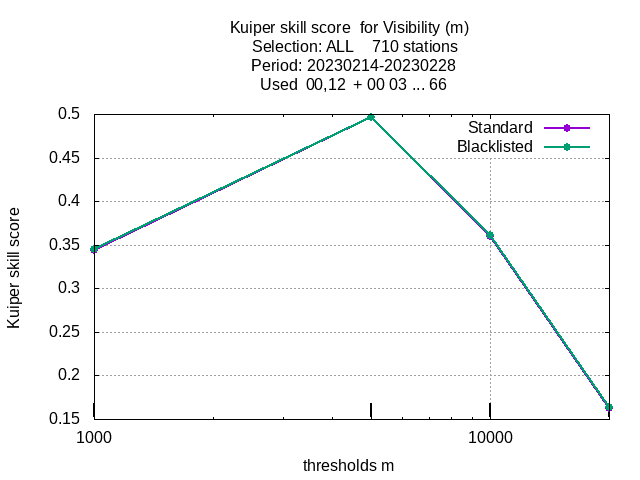 Kuiper skill score  for Visibility (m)
Selection: ALL    710 stations
Period: 20230214-20230228
Used  00,12  + 00 03 ... 66
Standard
Blacklisted
0.5
0.45
0.4
0.35
0.3
0.25
0.2
0.15
Kuiper skill score
1000
10000
thresholds m